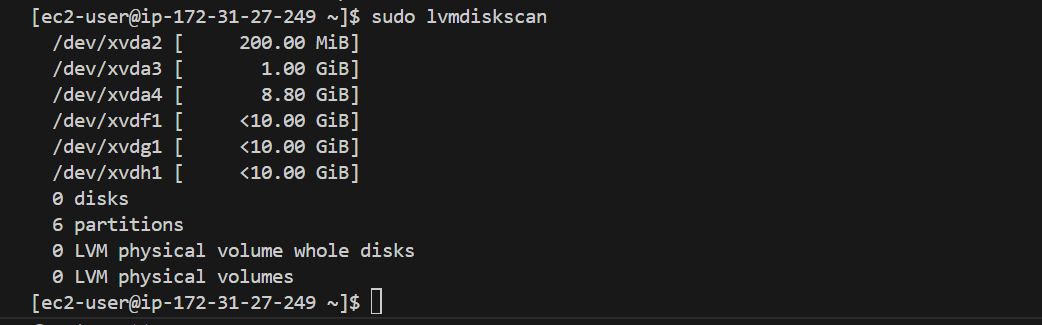 [ec2-user@ip-172-31-27-249 ~]$ sudo lvmdiskscan
/dev/xvda2 [     200.00 MiB]
/dev/xvda3 [       1.00 GiB]
/dev/xvda4 [       8.80 GiB]
/dev/xvdf1 [     <10.00 GiB]
/dev/xvdg1 [     <10.00 GiB]
/dev/xvdh1 [     <10.00 GiB]
0 disks
6 partitions
0 LVM physical volume whole disks
0 LVM physical volumes
[ec2-user@ip-172-31-27-249 ~]$